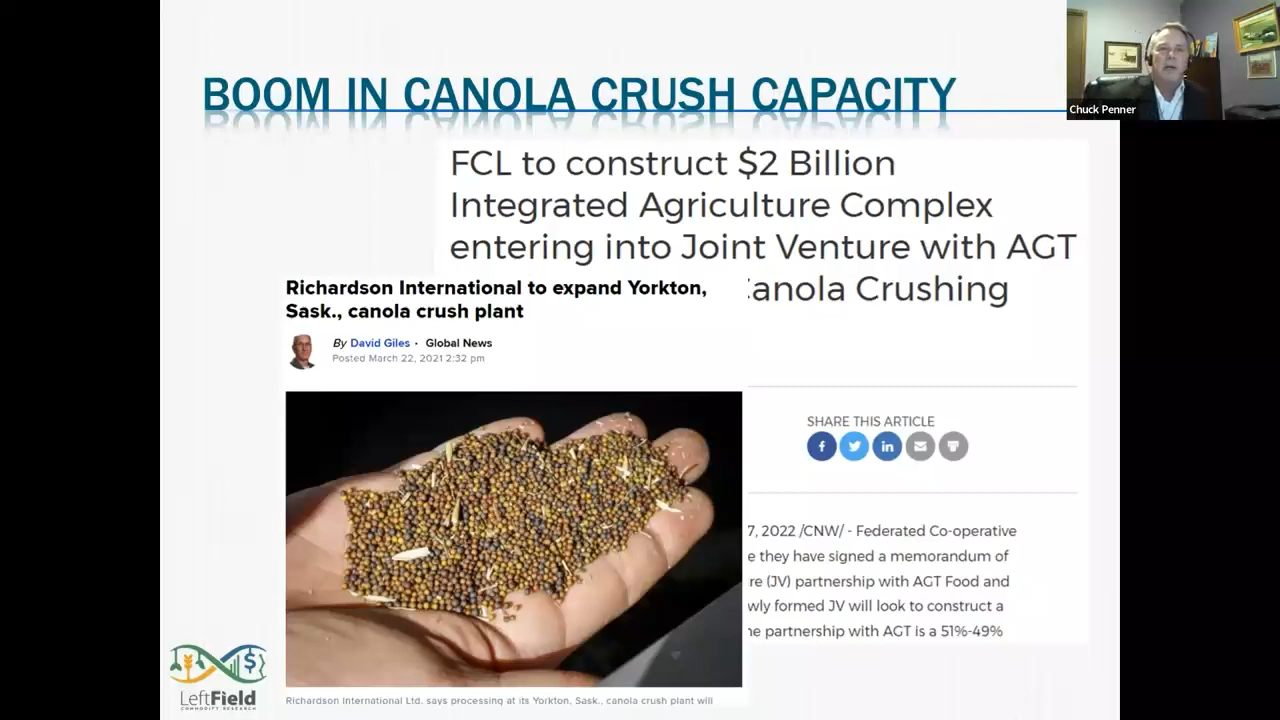 BOOM IN CANOLA CRUSH CAPACITY
Chuck Penner
FCL to construct $2 Billion
Integrated Agriculture Complex
entering into Joint Venture with AGT
Canola Crushing
Richardson International to expand Yorkton,
Sask., canola crush plant
By David Giles · Global News
Posted March 22, 2021 2:32 pm
SHARE THIS ARTICLE
7, 2022 /CNW/ - Federated Co-operative
e they have signed a memorandum of
re (JV) partnership with AGT Food and
wly formed JV will look to construct a
he partnership with AGT is a 51%-49%
LeftField
COMMODITY RESEARCH
Richardson International Ltd. says processing at its Yorkton, Sask., canola crush plant will